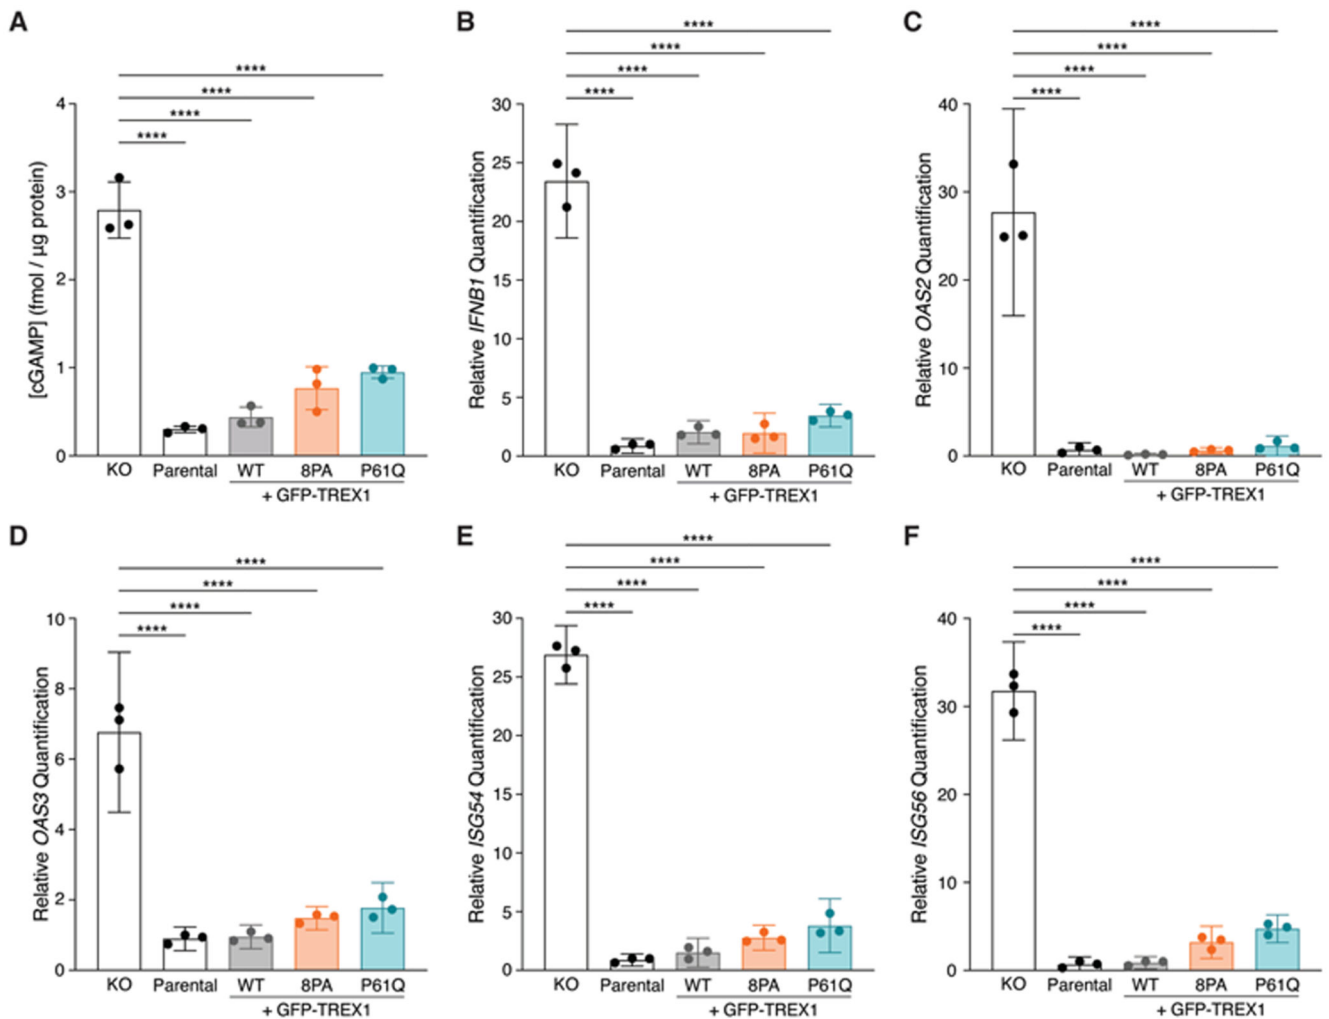 A
****
****
****
****
[cGAMP] (fmol / µg protein)
4
3
2
1
0
KO Parental WT 8PA P61Q
+ GFP-TREX1
B
****
****
****
****
Relative IFNB1 Quantification
30
25
20
15
10
5
0
KO Parental WT 8PA P61Q
+ GFP-TREX1
C
****
****
****
****
Relative OAS2 Quantification
40
30
20
10
0
KO Parental WT 8PA P61Q
+ GFP-TREX1
D
****
****
****
****
Relative OAS3 Quantification
10
8
6
4
2
0
KO Parental WT 8PA P61Q
+ GFP-TREX1
E
****
****
****
****
Relative ISG54 Quantification
30
25
20
15
10
5
0
KO Parental WT 8PA P61Q
+ GFP-TREX1
F
****
****
****
****
Relative ISG56 Quantification
40
30
20
10
0
KO Parental WT 8PA P61Q
+ GFP-TREX1